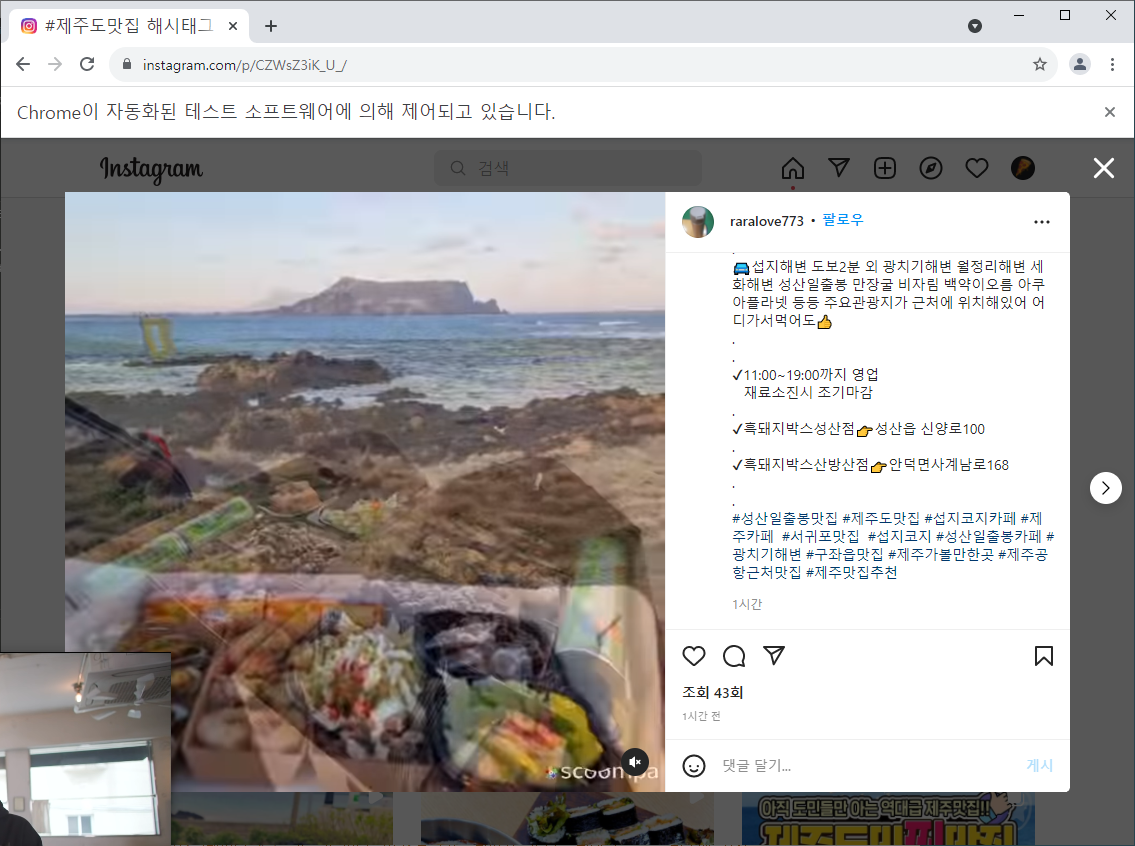 #제주도맛집 해시태그
instagram.com/p/CZWsZ3iK_U_/
Chrome이 자동화된 테스트 소프트웨어에 의해 제어되고 있습니다.
Instagram
검색
raralove773 • 팔로우
.
🚘섭지해변 도보2분 외 광치기해변 월정리해변 세
화해변 성산일출봉 만장굴 비자림 백약이오름 아쿠
아플라넷 등등 주요관광지가 근처에 위치해있어 어
디가서먹어도👍
.
.
✓11:00~19:00까지 영업
재료소진시 조기마감
.
✓흑돼지박스성산점👉성산읍 신양로100
.
✓흑돼지박스산방산점👉안덕면사계남로168
.
.
#성산일출봉맛집 #제주도맛집 #섭지코지카페 #제
주카페 #서귀포맛집 #섭지코지 #성산일출봉카페 #
광치기해변 #구좌읍맛집 #제주가볼만한곳 #제주공
항근처맛집 #제주맛집추천
1시간
조회 43회
1시간 전
댓글 달기...
게시
아직 도민들만 아는 역대급 제주맛집!!